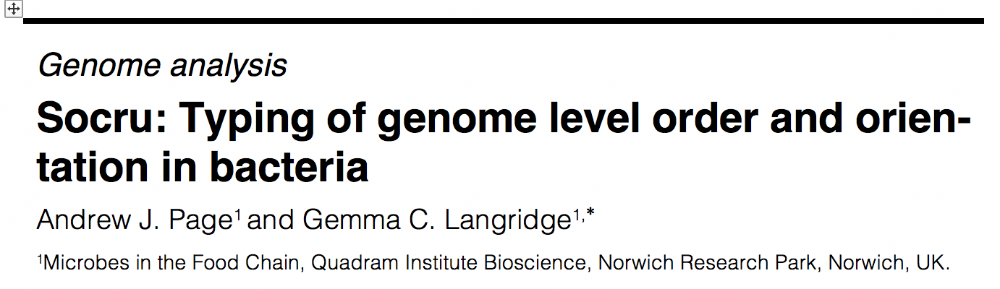 Genome analysis
Socru: Typing of genome level order and orien-
tation in bacteria
Andrew J. Page¹ and Gemma C. Langridge¹,*
¹Microbes in the Food Chain, Quadram Institute Bioscience, Norwich Research Park, Norwich, UK.